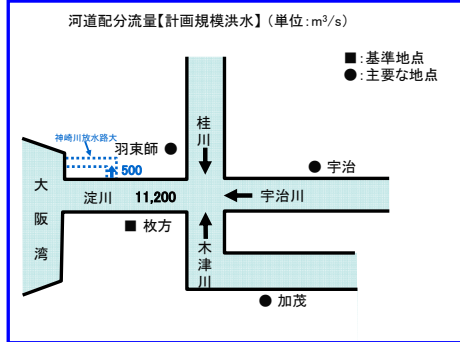 河道配分流量【計画規模洪水】(単位:m³/s)
■:基準地点
●:主要な地点
神崎川放水路大
羽束師 ●
桂川
● 宇治
500
大阪湾
淀川
11,200
宇治川
■ 枚方
木津川
● 加茂